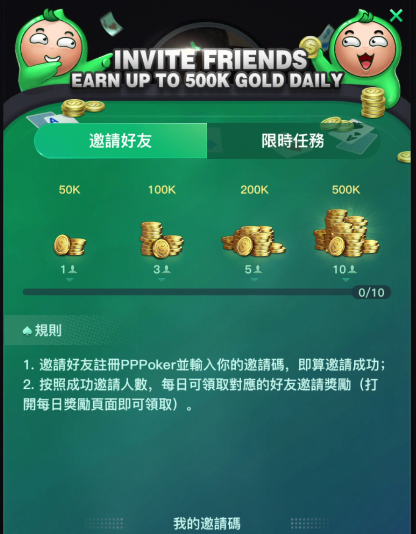 INVITE FRIENDS
EARN UP TO 500K GOLD DAILY
邀請好友
限時任務
50K
100K
200K
500K
1
3
5
10
0/10
規則
1. 邀請好友註冊PPPoker並輸入你的邀請碼，即算邀請成功；
2. 按照成功邀請人數，每日可領取對應的好友邀請獎勵（打
開每日獎勵頁面即可領取）。
我的邀請碼